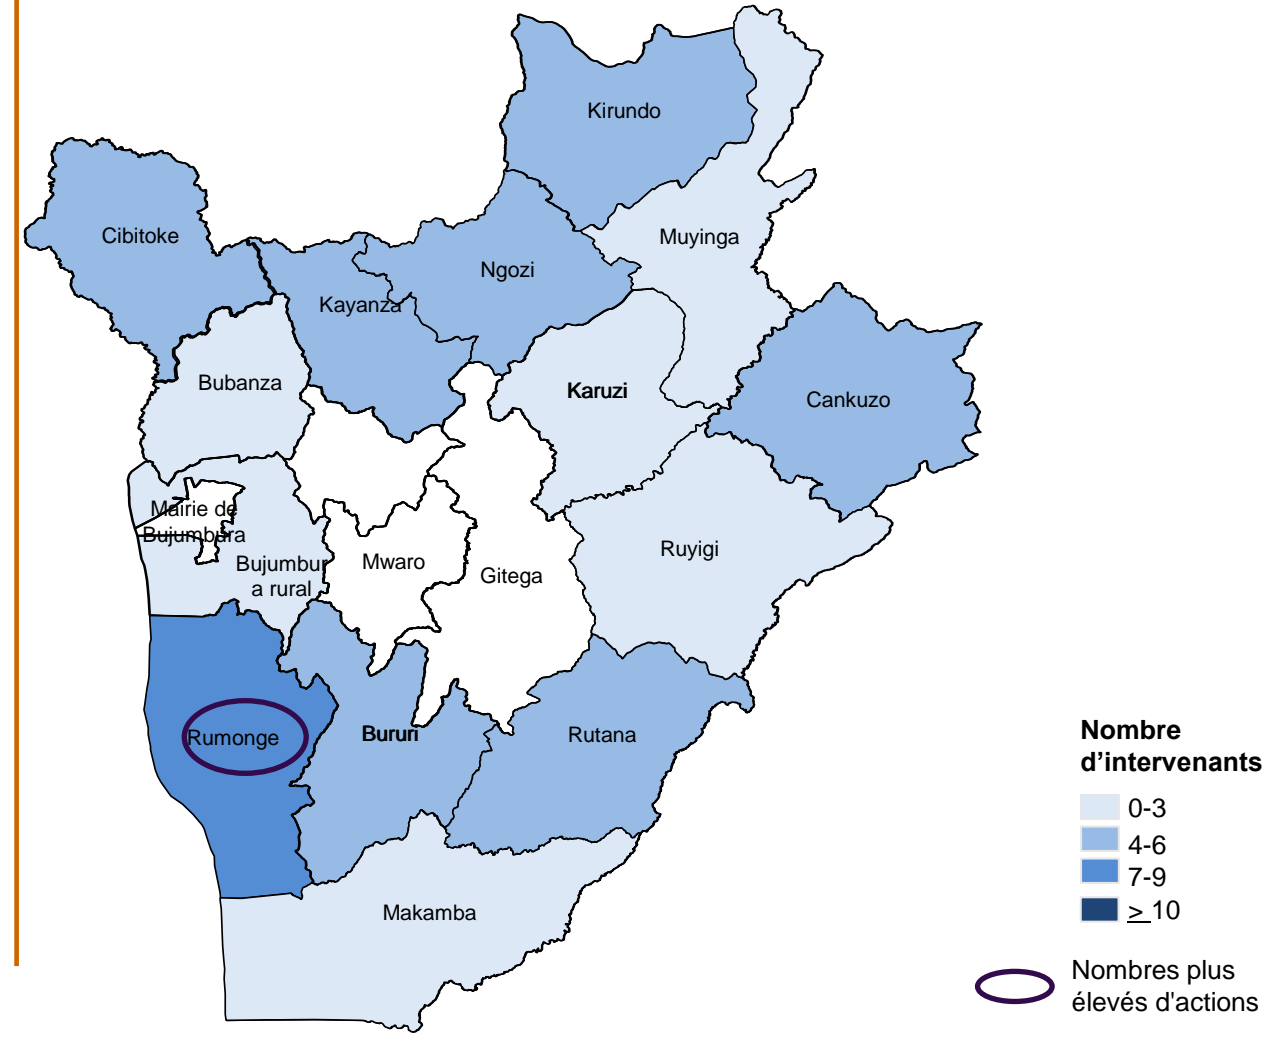 Kirundo
Cibitoke
Muyinga
Ngozi
Kayanza
Bubanza
Karuzi
Cankuzo
Mairie de
Bujumbura
Bujumbur
a rural
Mwaro
Gitega
Ruyigi
Rumonge
Bururi
Rutana
Makamba
Nombre
d'intervenants
0-3
4-6
7-9
> 10
Nombres plus
élevés d'actions